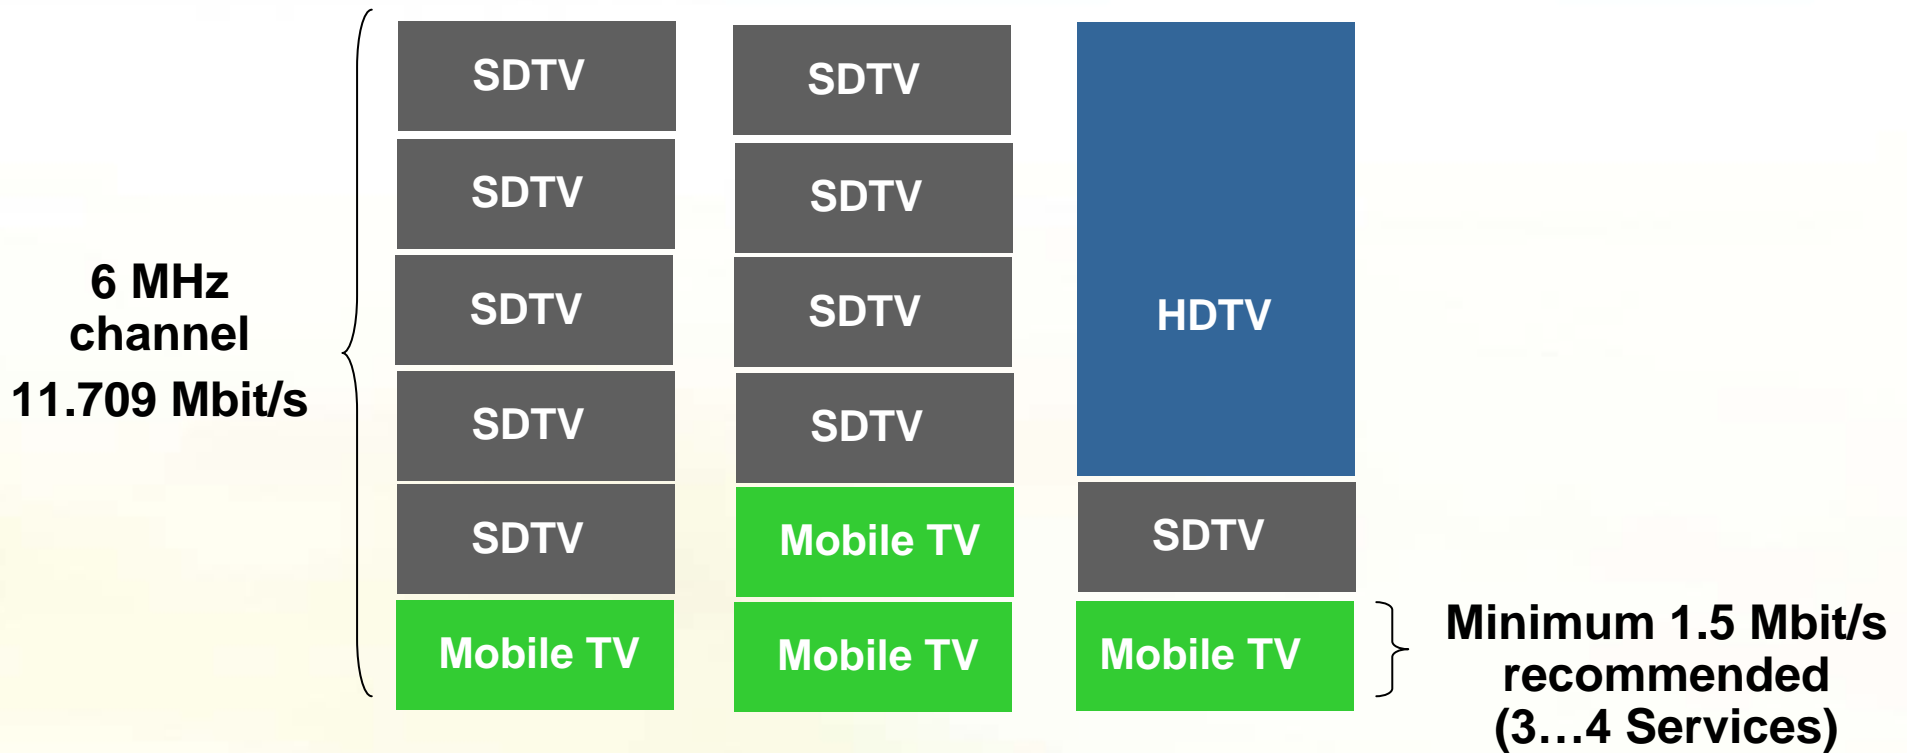 6 MHz
channel
11.709 Mbit/s
SDTV
SDTV
SDTV
SDTV
SDTV
Mobile TV
SDTV
SDTV
SDTV
SDTV
Mobile TV
Mobile TV
HDTV
SDTV
Mobile TV
Minimum 1.5 Mbit/s
recommended
(3…4 Services)